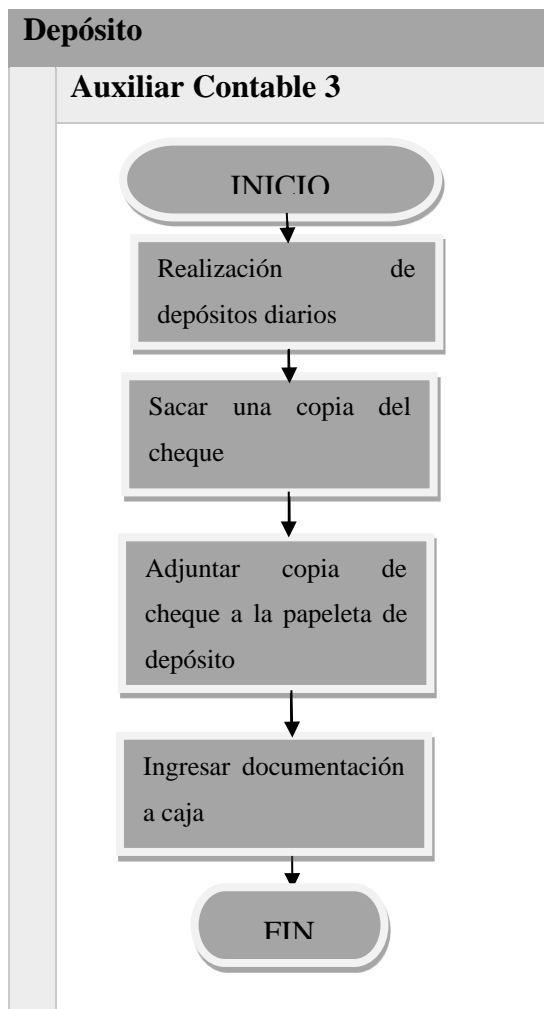 Depósito
Auxiliar Contable 3
INICIO
Realización de
depósitos diarios
Sacar una copia del
cheque
Adjuntar copia de
cheque a la papeleta de
depósito
Ingresar documentación
a caja
FIN